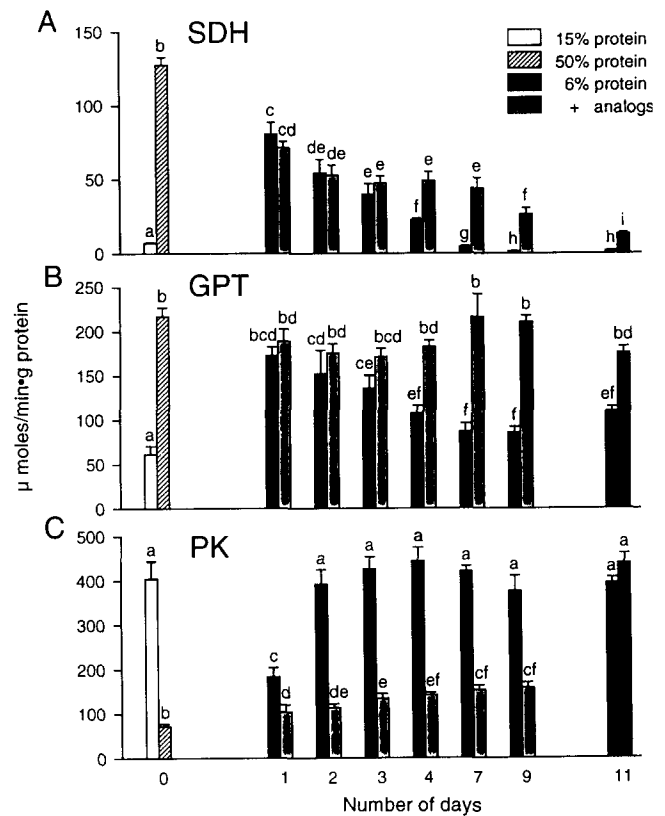 A
SDH
15% protein
50% protein
6% protein
+ analogs
150
100
50
0
a b c cd de de e e f e g e h f h i
B
GPT
250
200
150
100
50
0
a b bcd bd cd bd ce bcd ef bd f b f b ef bd
μ moles/min•g protein
C
PK
500
400
300
200
100
0
a b c d a de a e a ef a cf a cf a a
0 1 2 3 4 7 9 11
Number of days